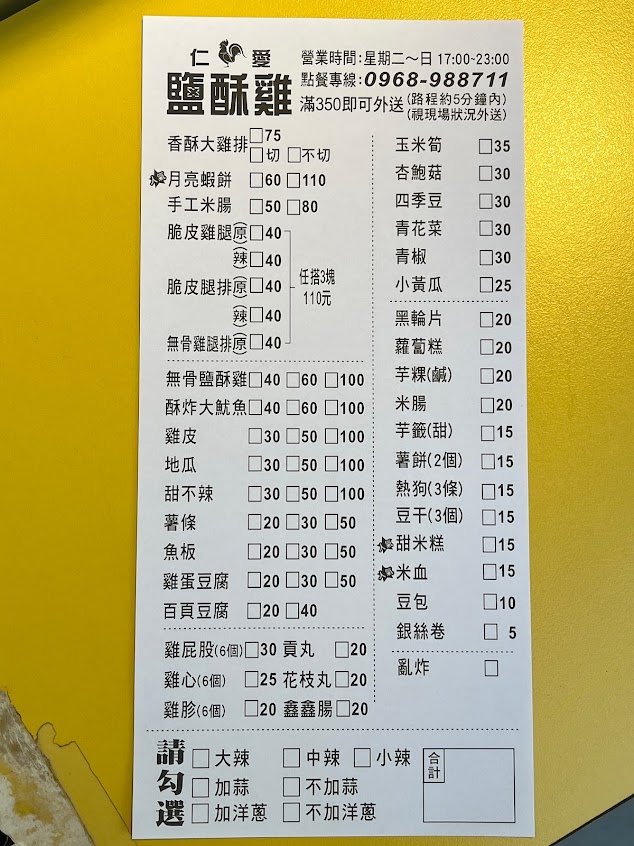 仁愛
鹽酥雞
營業時間:星期二～日 17:00~23:00
點餐專線:0968-988711
滿350即可外送(路程約5分鐘內)
(視現場狀況外送)
香酥大雞排 □75
□切 □不切
月亮蝦餅 □60 □110
手工米腸 □50 □80
脆皮雞腿(原) □40
(辣) □40
脆皮腿排(原) □40
(辣) □40
無骨雞腿排(原) □40
任搭3塊
110元
無骨鹽酥雞 □40 □60 □100
酥炸大魷魚 □40 □60 □100
雞皮 □30 □50 □100
地瓜 □30 □50 □100
甜不辣 □30 □50 □100
薯條 □20 □30 □50
魚板 □20 □30 □50
雞蛋豆腐 □20 □30 □50
百頁豆腐 □20 □40
雞屁股(6個) □30 貢丸 □20
雞心(6個) □25 花枝丸 □20
雞胗(6個) □20 鑫鑫腸 □20
玉米筍 □35
杏鮑菇 □30
四季豆 □30
青花菜 □30
青椒 □30
小黃瓜 □25
黑輪片 □20
蘿蔔糕 □20
芋粿(鹹) □20
米腸 □20
芋籤(甜) □15
薯餅(2個) □15
熱狗(3條) □15
豆干(3個) □15
甜米糕 □15
米血 □15
豆包 □10
銀絲卷 □ 5
亂炸 □
請勾選
□大辣 □中辣 □小辣
□加蒜 □不加蒜
□加洋蔥 □不加洋蔥
合計